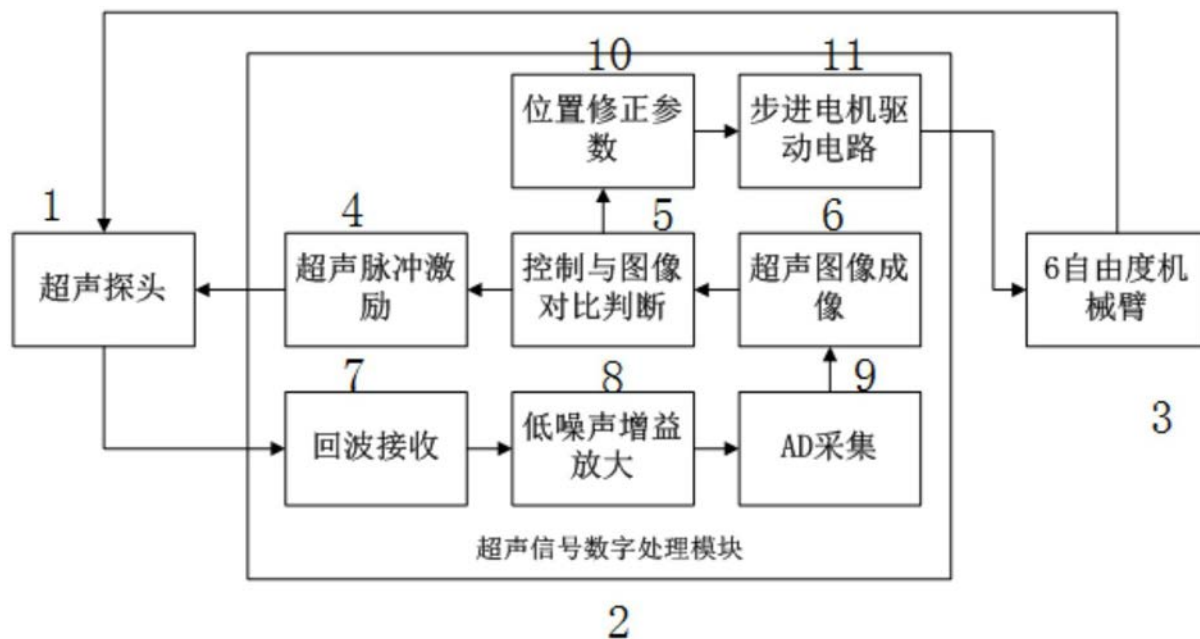 10
11
位置修正参
数
步进电机驱
动电路
1
4
5
6
超声探头
超声脉冲激
励
控制与图像
对比判断
超声图像成
像
6自由度机
械臂
7
8
9
3
回波接收
低噪声增益
放大
AD采集
超声信号数字处理模块
2